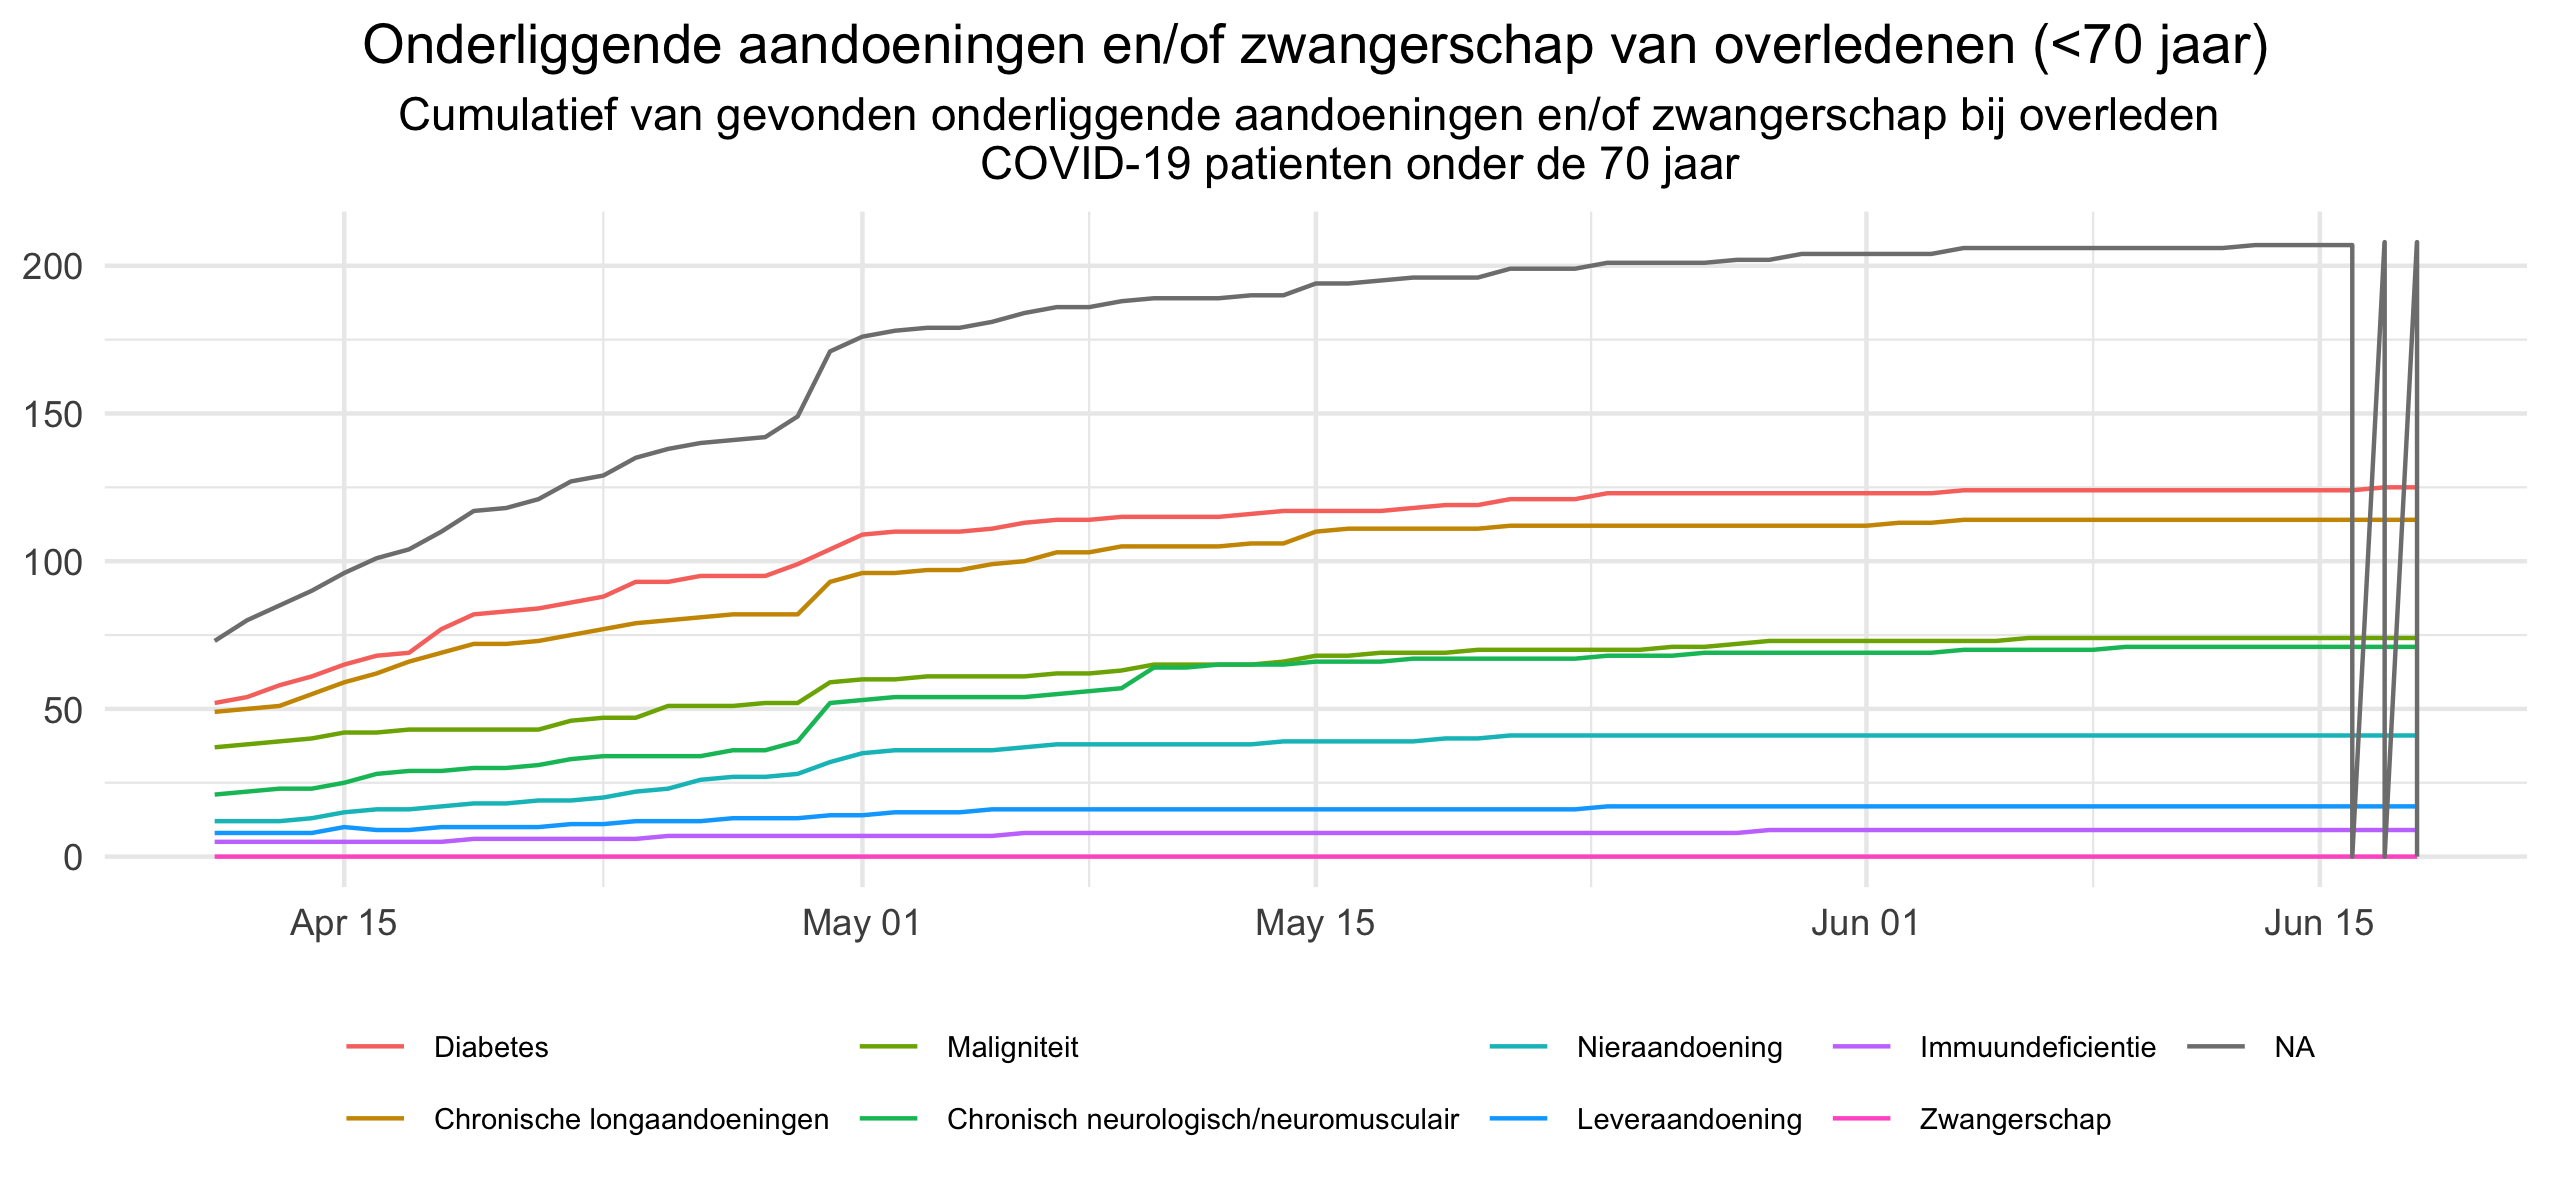 Onderliggende aandoeningen en/of zwangerschap van overledenen (<70 jaar)
Cumulatief van gevonden onderliggende aandoeningen en/of zwangerschap bij overleden
COVID-19 patienten onder de 70 jaar
200
150
100
50
0
Apr 15
May 01
May 15
Jun 01
Jun 15
Diabetes
Maligniteit
Nieraandoening
Immuundeficientie
NA
Chronische longaandoeningen
Chronisch neurologisch/neuromusculair
Leveraandoening
Zwangerschap